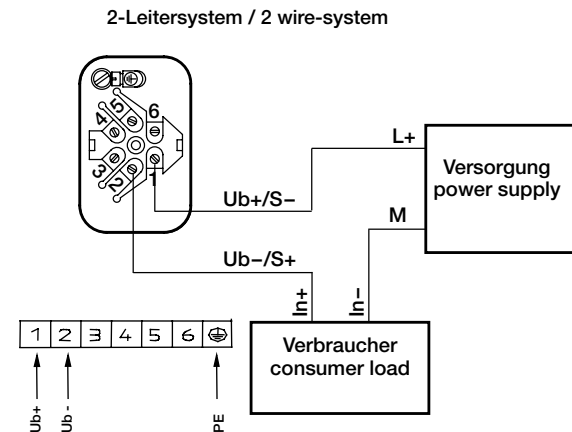 2-Leitersystem / 2 wire-system
5
6
4
3
2
1
L+
Versorgung
power supply
Ub+/S−
M
Ub−/S+
In+
In−
Verbraucher
consumer load
1 2 3 4 5 6
Ub+
Ub -
PE